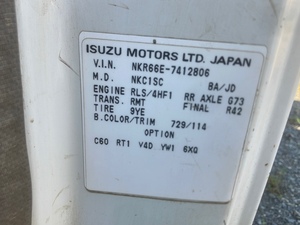 ISUZU MOTORS LTD. JAPAN
V.I.N. NKR66E-7412806
M.D. NKC1SC 8A/JD
ENGINE RLS/4HF1 RR AXLE G73
TRANS. RMT FINAL R42
TIRE 9YE
B.COLOR/TRIM 729/114
OPTION
C60 RT1 V4D YW1 6XG